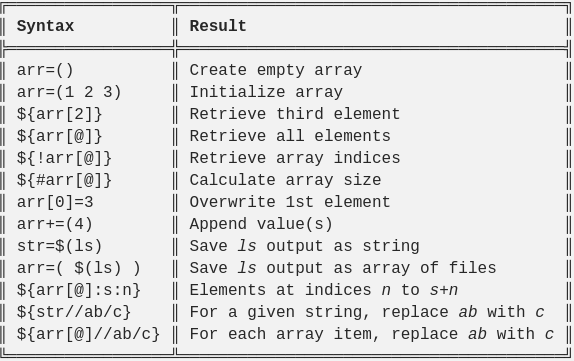 Syntax Result
arr=() Create empty array
arr=(1 2 3) Initialize array
${arr[2]} Retrieve third element
${arr[@]} Retrieve all elements
${!arr[@]} Retrieve array indices
${#arr[@]} Calculate array size
arr[0]=3 Overwrite 1st element
arr+=(4) Append value(s)
str=$(ls) Save ls output as string
arr=( $(ls) ) Save ls output as array of files
${arr[@]:s:n} Elements at indices n to s+n
${str//ab/c} For a given string, replace ab with c
${arr[@]//ab/c} For each array item, replace ab with c